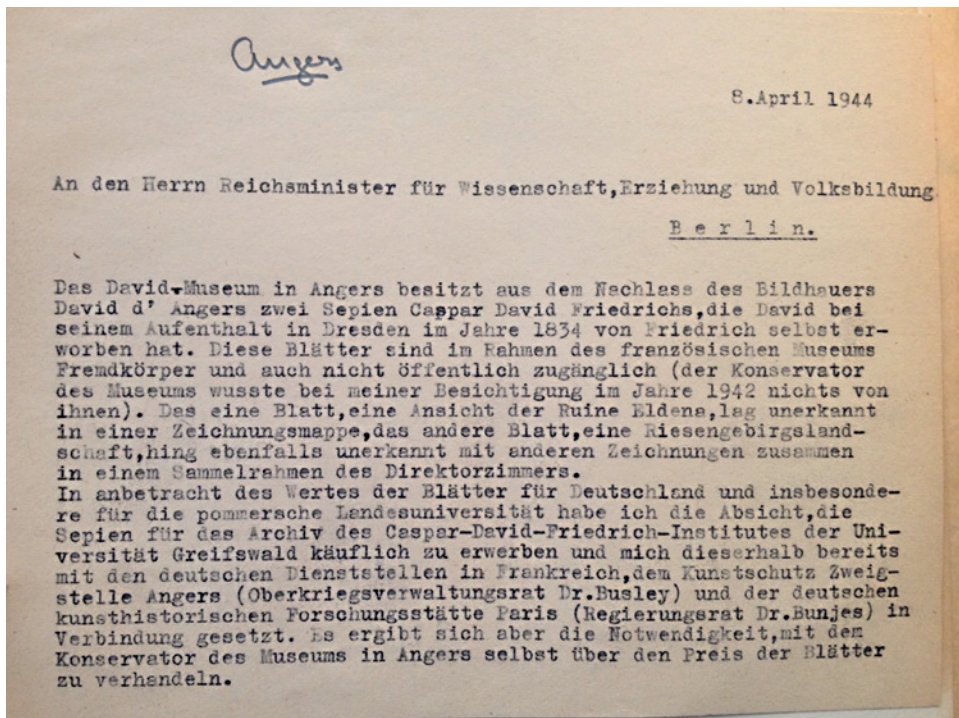 Angers
8.April 1944
An den Herrn Reichsminister für Wissenschaft,Erziehung und Volksbildung
B e r l i n.
Das David-Museum in Angers besitzt aus dem Nachlass des Bildhauers
David d' Angers zwei Sepien Caspar David Friedrichs,die David bei
seinem Aufenthalt in Dresden im Jahre 1834 von Friedrich selbst er-
worben hat. Diese Blätter sind im Rahmen des französischen Museums
Fremdkörper und auch nicht öffentlich zugänglich (der Konservator
des Museums wusste bei meiner Besichtigung im Jahre 1942 nichts von
ihnen). Das eine Blatt,eine Ansicht der Ruine Eldena,lag unerkannt
in einer Zeichnungsmappe,das andere Blatt,eine Riesengebirgsland-
schaft,hing ebenfalls unerkannt mit anderen Zeichnungen zusammen
in einem Sammelrahmen des Direktorzimmers.
In anbetracht des Wertes der Blätter für Deutschland und insbesonde-
re für die pommersche Landesuniversität habe ich die Absicht,die
Sepien für das Archiv des Caspar-David-Friedrich-Institutes der Uni-
versität Greifswald käuflich zu erwerben und mich dieserhalb bereits
mit den deutschen Dienststellen in Frankreich,dem Kunstschutz Zweig-
stelle Angers (Oberkriegsverwaltungsrat Dr.Busley) und der deutschen
kunsthistorischen Forschungsstätte Paris (Regierungsrat Dr.Bunjes) in
Verbindung gesetzt. Es ergibt sich aber die Notwendigkeit,mit dem
Konservator des Museums in Angers selbst über den Preis der Blätter
zu verhandeln.